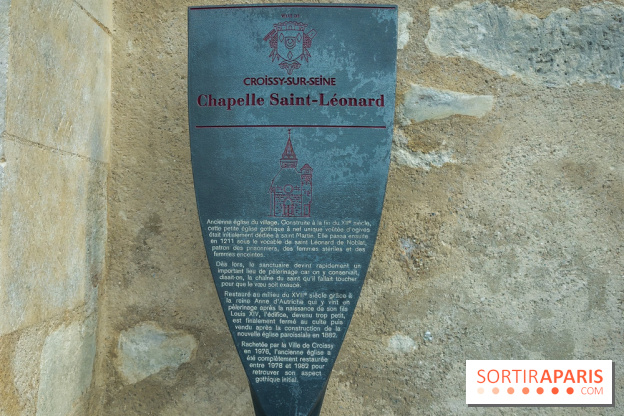 CROISSY-SUR-SEINE
Chapelle Saint-Léonard
Ancienne église du village. Construite à la fin du XIIe siècle,
cette petite église gothique à nef unique voûtée d'ogives
était initialement dédiée à saint Martin. Elle passa ensuite
en 1211 sous le vocable de saint Léonard de Noblat,
patron des prisonniers, des femmes stériles et des
femmes enceintes.
Dès lors, le sanctuaire devint rapidement un
important lieu de pèlerinage car on y conservait,
disait-on, la chaîne du saint qu'il fallait toucher
pour que le vœu soit exaucé.
Restauré au milieu du XVIIe siècle grâce à
la reine Anne d'Autriche qui y vint en
pèlerinage après la naissance de son fils
Louis XIV, l'édifice, devenu trop petit,
est finalement fermé au culte puis
vendu après la construction de la
nouvelle église paroissiale en 1882.
Rachetée par la Ville de Croissy
en 1976, l'ancienne église a
été complètement restaurée
entre 1978 et 1982 pour
retrouver son aspect
gothique initial.
SORTIRAPARIS
.COM